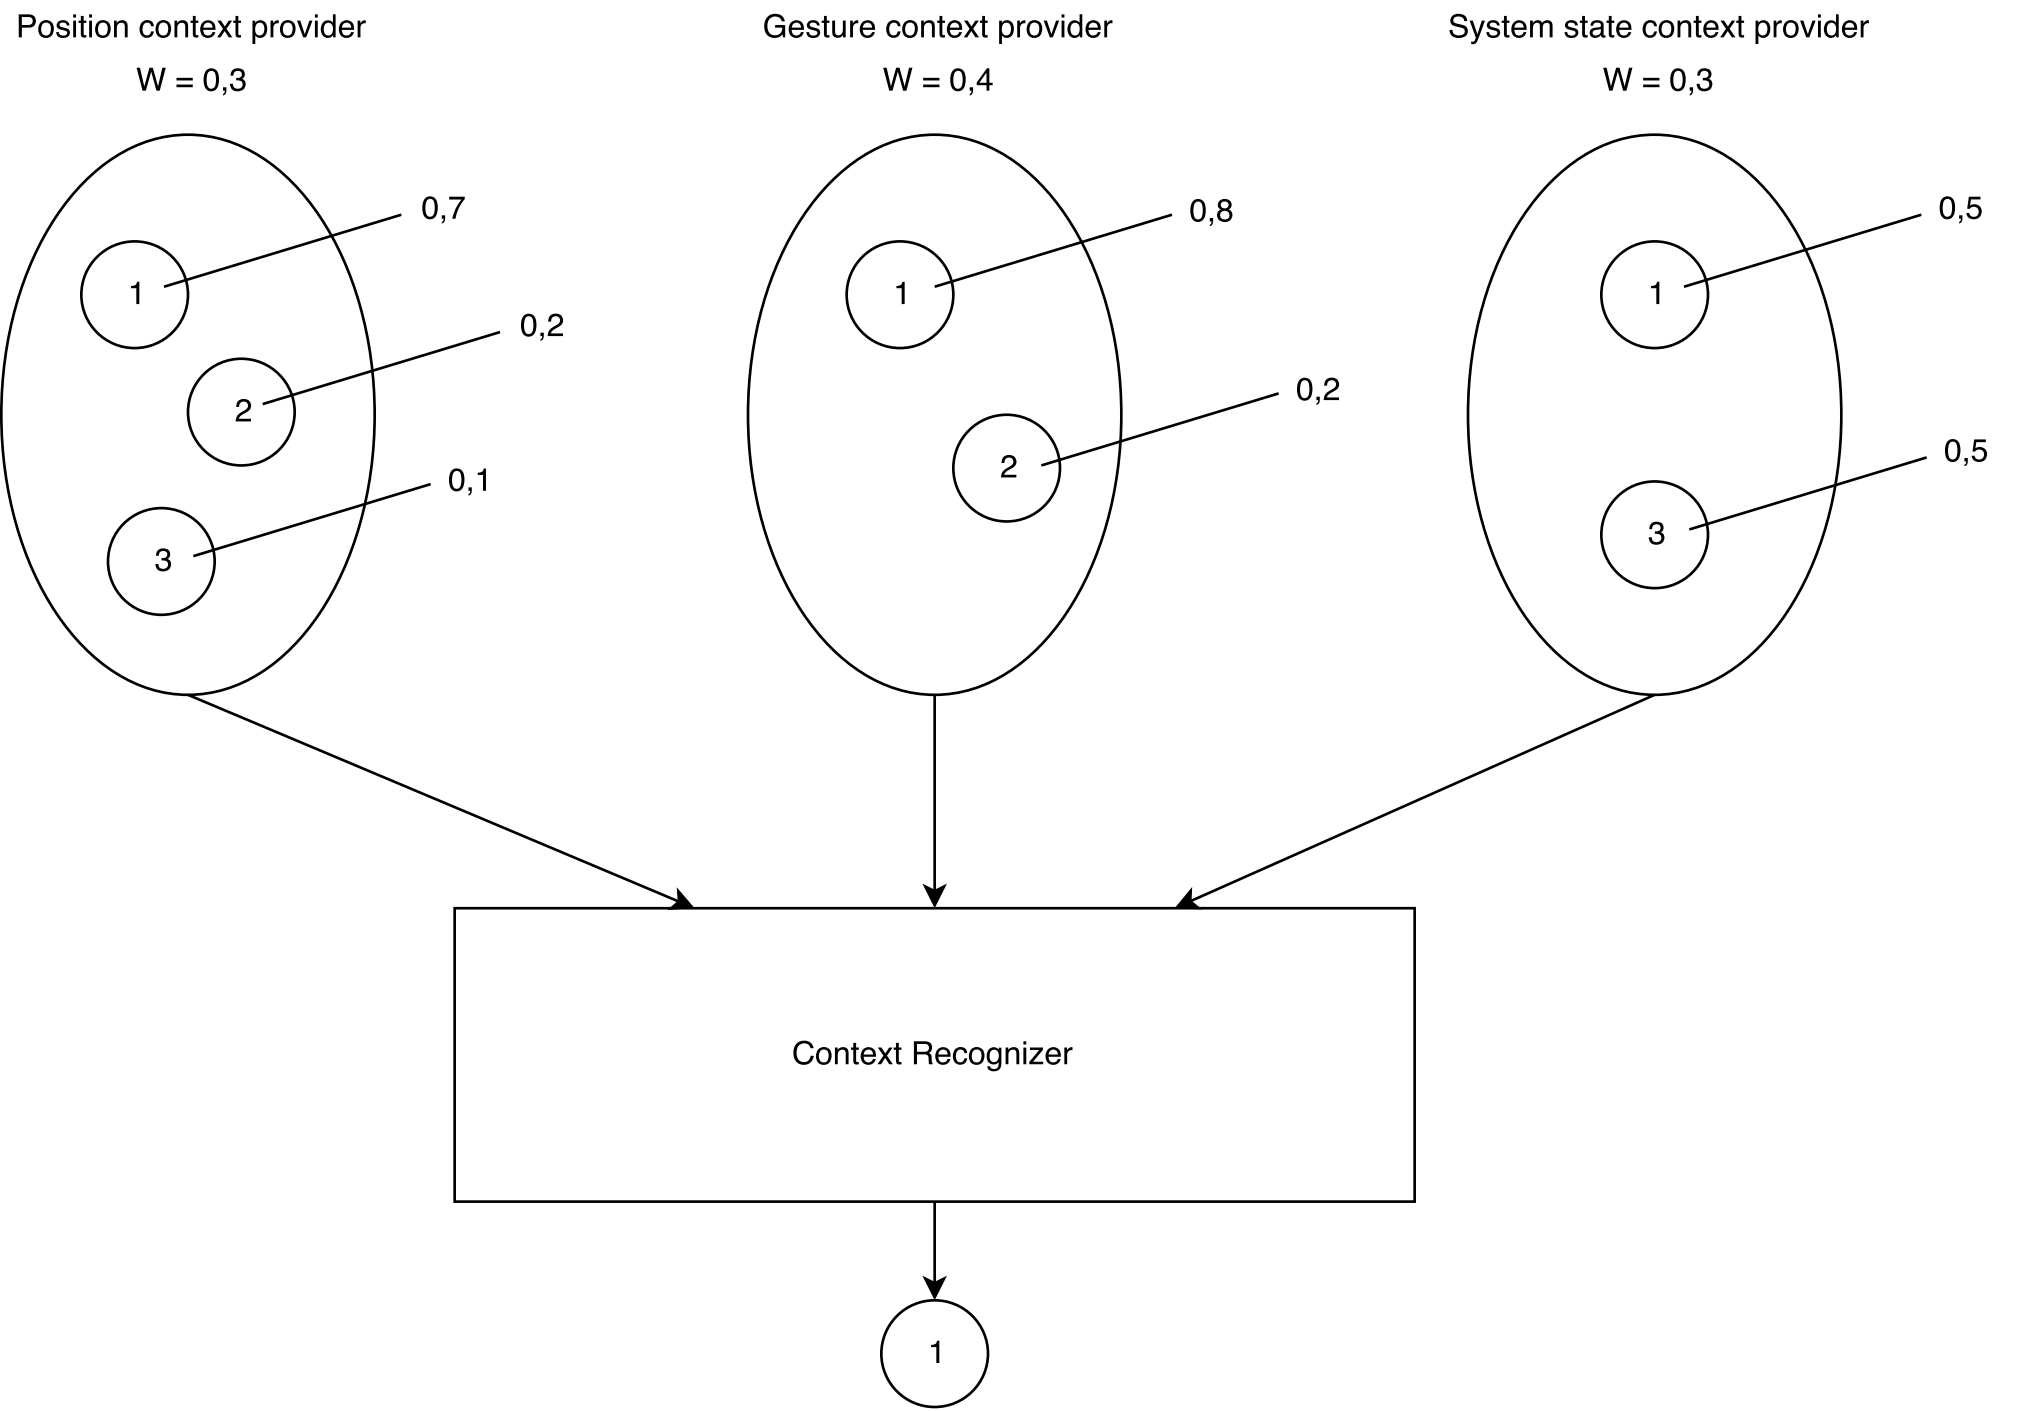 Position context provider
W = 0,3
Gesture context provider
W = 0,4
System state context provider
W = 0,3
0,7
1
0,2
2
0,1
3
0,8
1
0,2
2
0,5
1
0,5
3
Context Recognizer
1